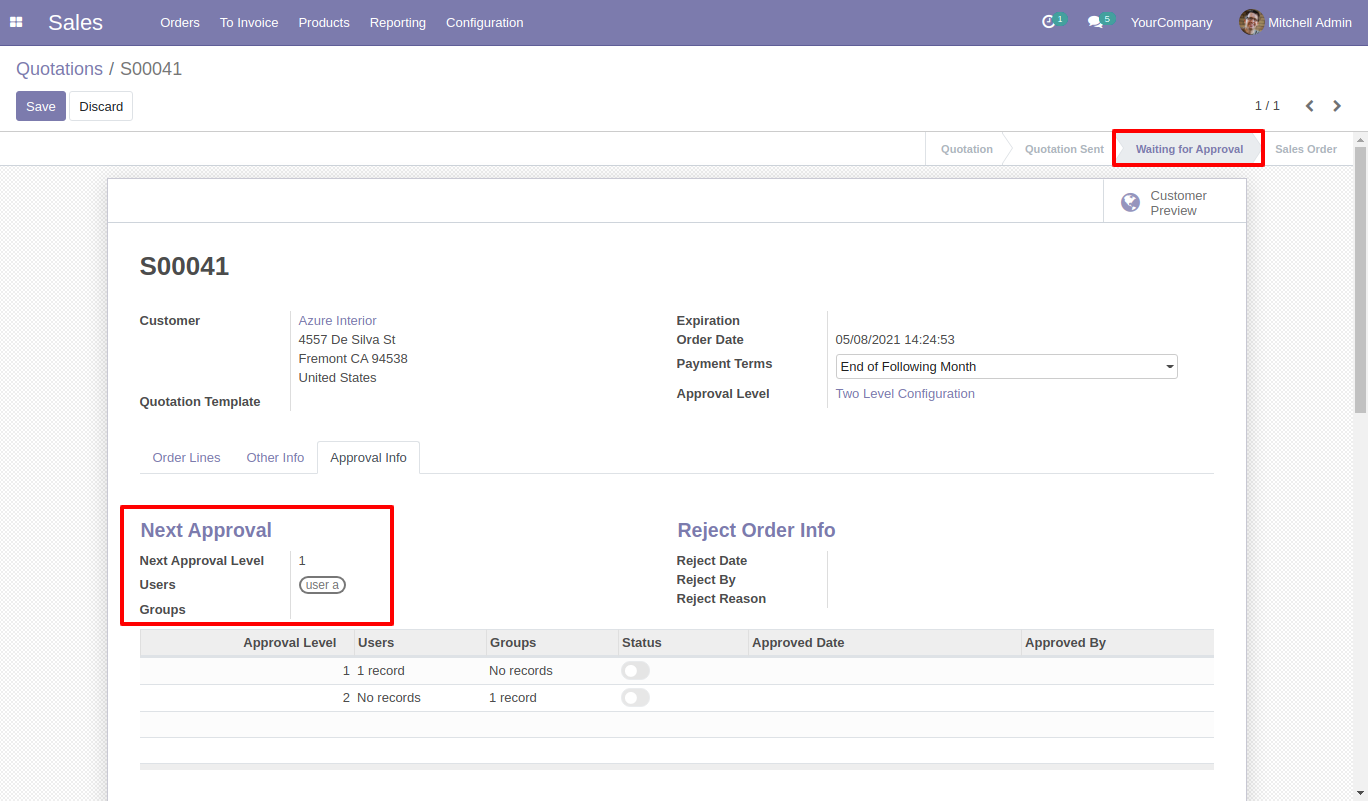 Sales Orders To Invoice Products Reporting Configuration 1 5 YourCompany Mitchell Admin
Quotations / S00041
Save Discard 1 / 1
Quotation Quotation Sent Waiting for Approval Sales Order
Customer
Preview
S00041
Customer Azure Interior
4557 De Silva St
Fremont CA 94538
United States
Quotation Template
Expiration
Order Date 05/08/2021 14:24:53
Payment Terms End of Following Month
Approval Level Two Level Configuration
Order Lines Other Info Approval Info
Next Approval
Next Approval Level 1
Users user a
Groups
Reject Order Info
Reject Date
Reject By
Reject Reason
Approval Level Users Groups Status Approved Date Approved By
1 1 record No records
2 No records 1 record